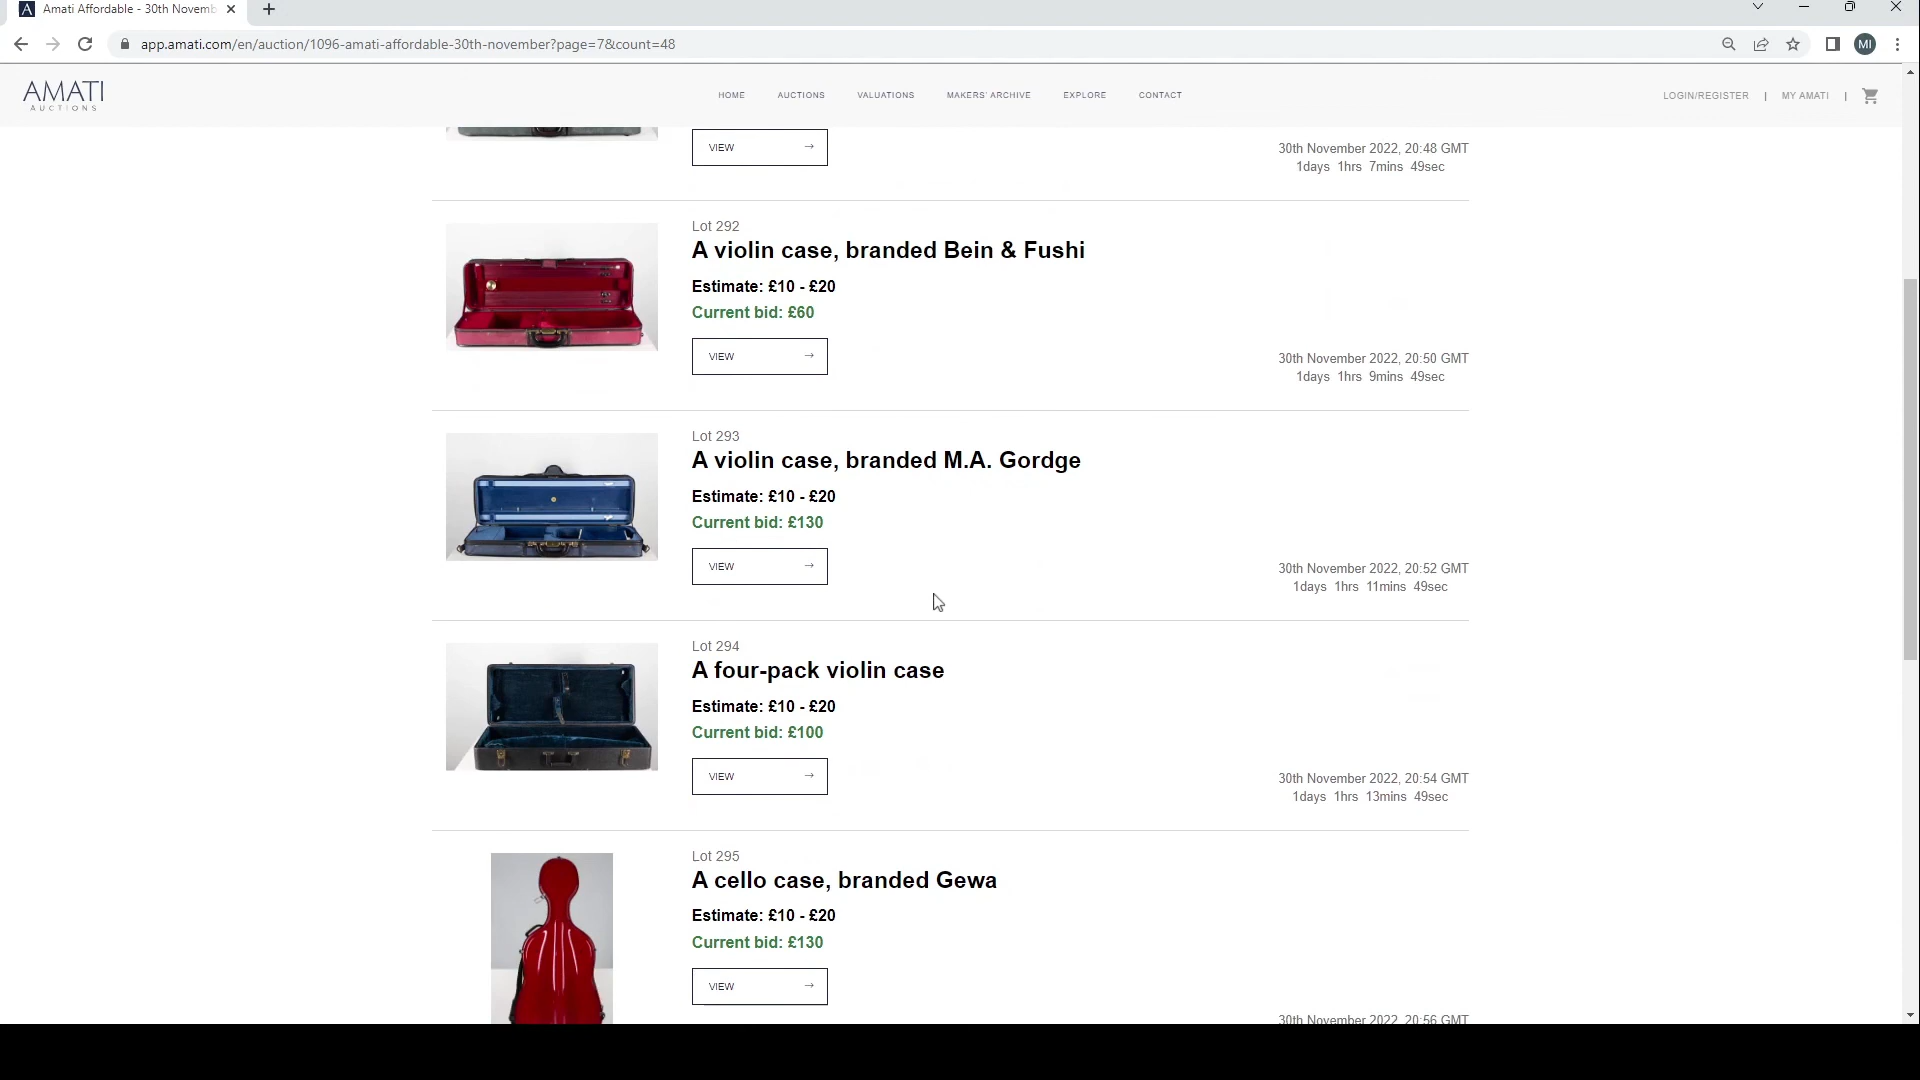 Amati Affordable - 30th Novemb
app.amati.com/en/auction/1096-amati-affordable-30th-november?page=7&count=48
MI
AMATI
AUCTIONS
HOME
AUCTIONS
VALUATIONS
MAKERS' ARCHIVE
EXPLORE
CONTACT
LOGIN/REGISTER | MY AMATI |
VIEW →
30th November 2022, 20:48 GMT
1days 1hrs 7mins 49sec
Lot 292
A violin case, branded Bein & Fushi
Estimate: £10 - £20
Current bid: £60
VIEW →
30th November 2022, 20:50 GMT
1days 1hrs 9mins 49sec
Lot 293
A violin case, branded M.A. Gordge
Estimate: £10 - £20
Current bid: £130
VIEW →
30th November 2022, 20:52 GMT
1days 1hrs 11mins 49sec
Lot 294
A four-pack violin case
Estimate: £10 - £20
Current bid: £100
VIEW →
30th November 2022, 20:54 GMT
1days 1hrs 13mins 49sec
Lot 295
A cello case, branded Gewa
Estimate: £10 - £20
Current bid: £130
VIEW →
30th November 2022, 20:56 GMT